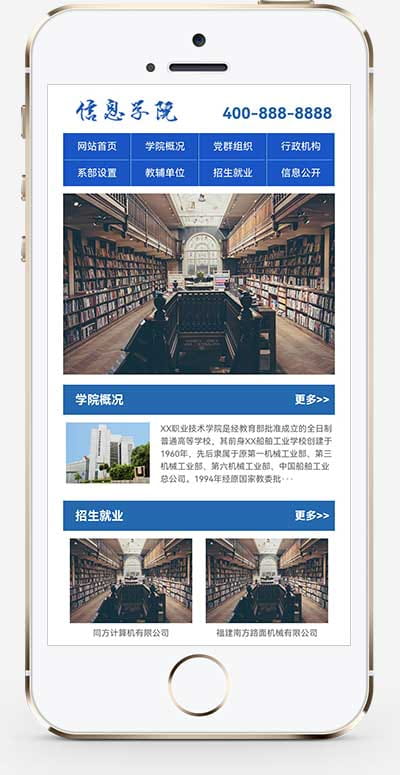 信息学院
400-888-8888
网站首页 学院概况 党群组织 行政机构
系部设置 教辅单位 招生就业 信息公开
学院概况 更多>>
XX职业技术学院是经教育部批准成立的全日制
普通高等学校，其前身XX船舶工业学校创建于
1960年，先后隶属于原第一机械工业部、第三
机械工业部、第六机械工业部、中国船舶工业
总公司。1994年经原国家教委批···
招生就业 更多>>
同方计算机有限公司 福建南方路面机械有限公司